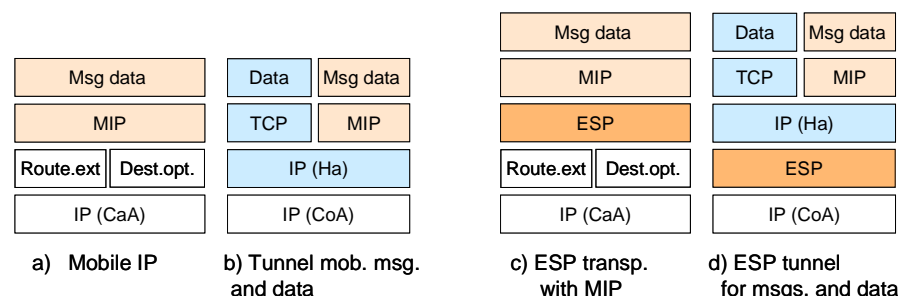 Msg data
MIP
Route.ext Dest.opt.
IP (CaA)
a) Mobile IP
Data Msg data
TCP MIP
IP (Ha)
IP (CoA)
b) Tunnel mob. msg.
and data
Msg data
MIP
ESP
Route.ext Dest.opt.
IP (CaA)
c) ESP transp.
with MIP
Data Msg data
TCP MIP
IP (Ha)
ESP
IP (CoA)
d) ESP tunnel
for msgs. and data